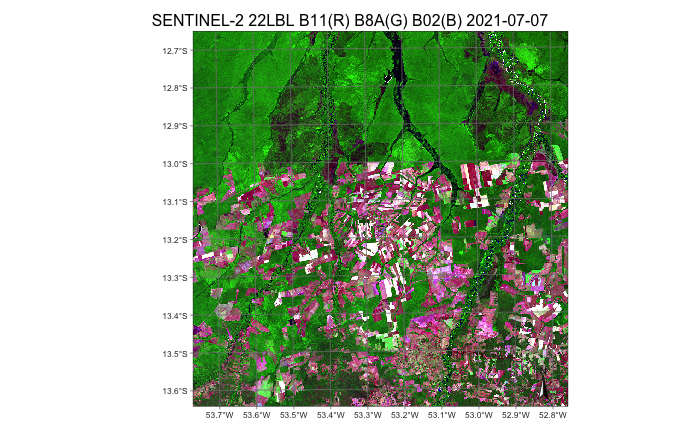 SENTINEL-2 22LBL B11(R) B8A(G) B02(B) 2021-07-07
12.7°S
12.8°S
12.9°S
13.0°S
13.1°S
13.2°S
13.3°S
13.4°S
13.5°S
13.6°S
53.7°W 53.6°W 53.5°W 53.4°W 53.3°W 53.2°W 53.1°W 53.0°W 52.9°W 52.8°W